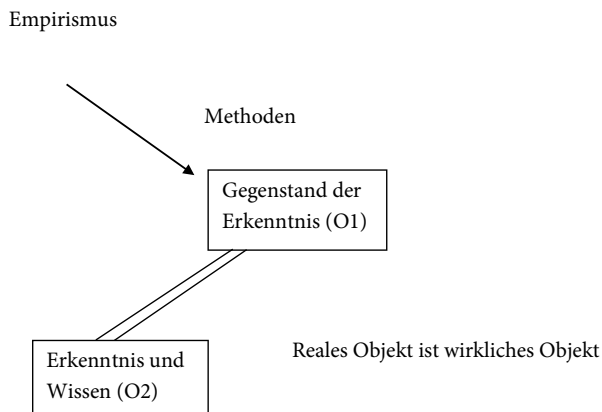 Empirismus
Methoden
Gegenstand der
Erkenntnis (O1)
Erkenntnis und
Wissen (O2)
Reales Objekt ist wirkliches Objekt